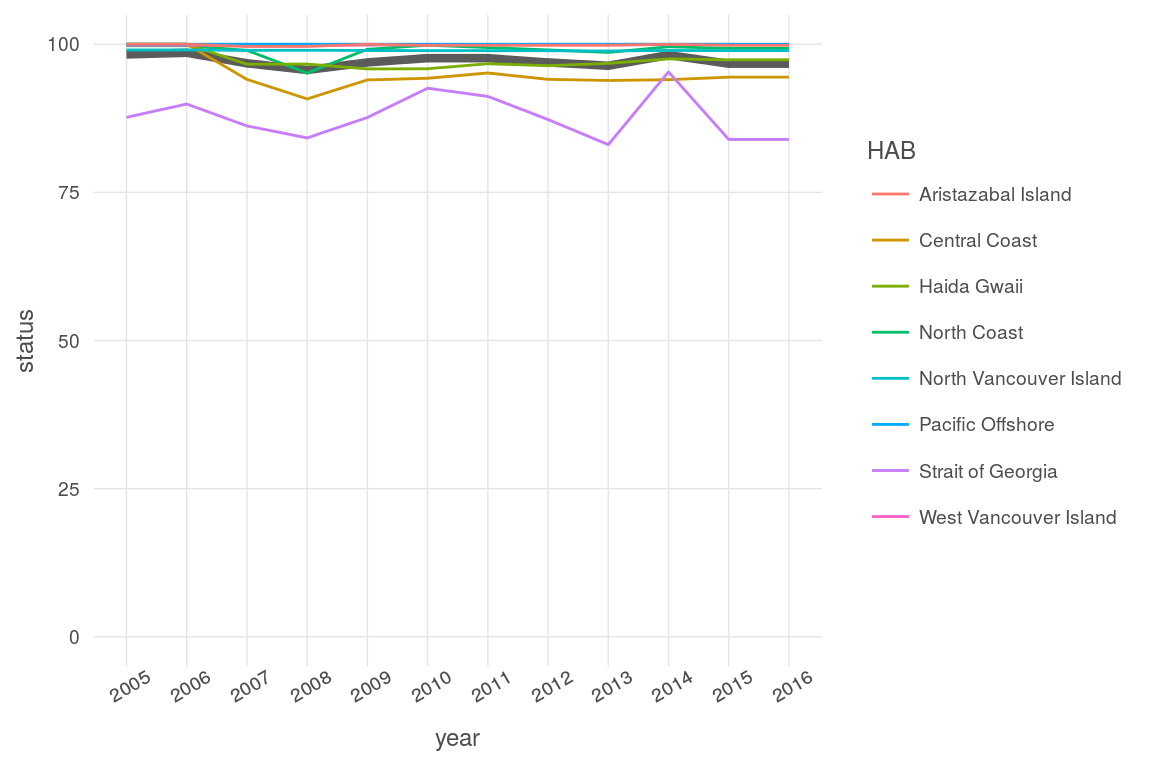 100
75
50
25
0
status
2005
2006
2007
2008
2009
2010
2011
2012
2013
2014
2015
2016
year
HAB
Aristazabal Island
Central Coast
Haida Gwaii
North Coast
North Vancouver Island
Pacific Offshore
Strait of Georgia
West Vancouver Island